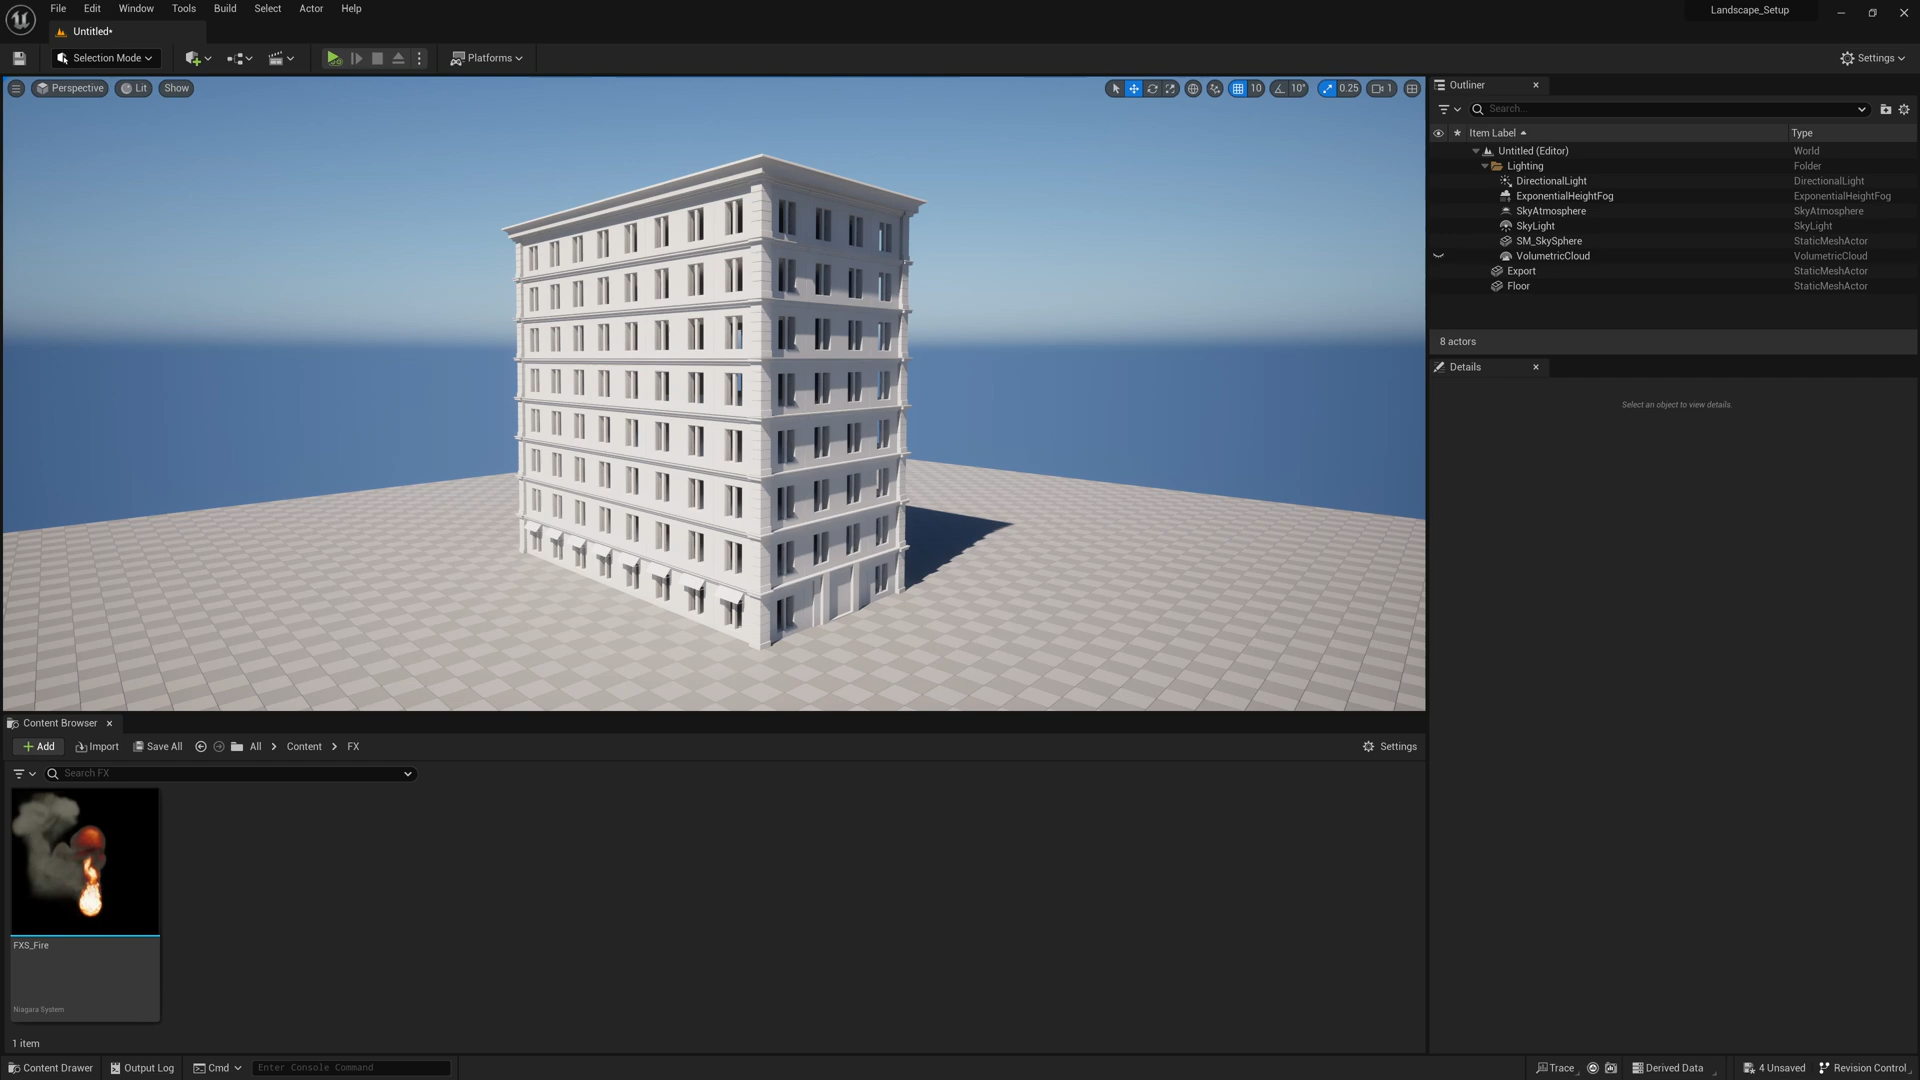 File Edit Window Tools Build Select Actor Help
Landscape_Setup
Untitled*
Selection Mode
Platforms
Settings
Perspective Lit Show
10 10° 0.25 1
Outliner
Search...
Item Label Type
Untitled (Editor) World
Lighting Folder
DirectionalLight DirectionalLight
ExponentialHeightFog ExponentialHeightFog
SkyAtmosphere SkyAtmosphere
SkyLight SkyLight
SM_SkySphere StaticMeshActor
VolumetricCloud VolumetricCloud
Export StaticMeshActor
Floor StaticMeshActor
8 actors
Details
Select an object to view details.
Content Browser
Add Import Save All All Content FX Settings
Search FX
FXS_Fire
Niagara System
1 item
Content Drawer Output Log Cmd Enter Console Command Trace Derived Data 4 Unsaved Revision Control